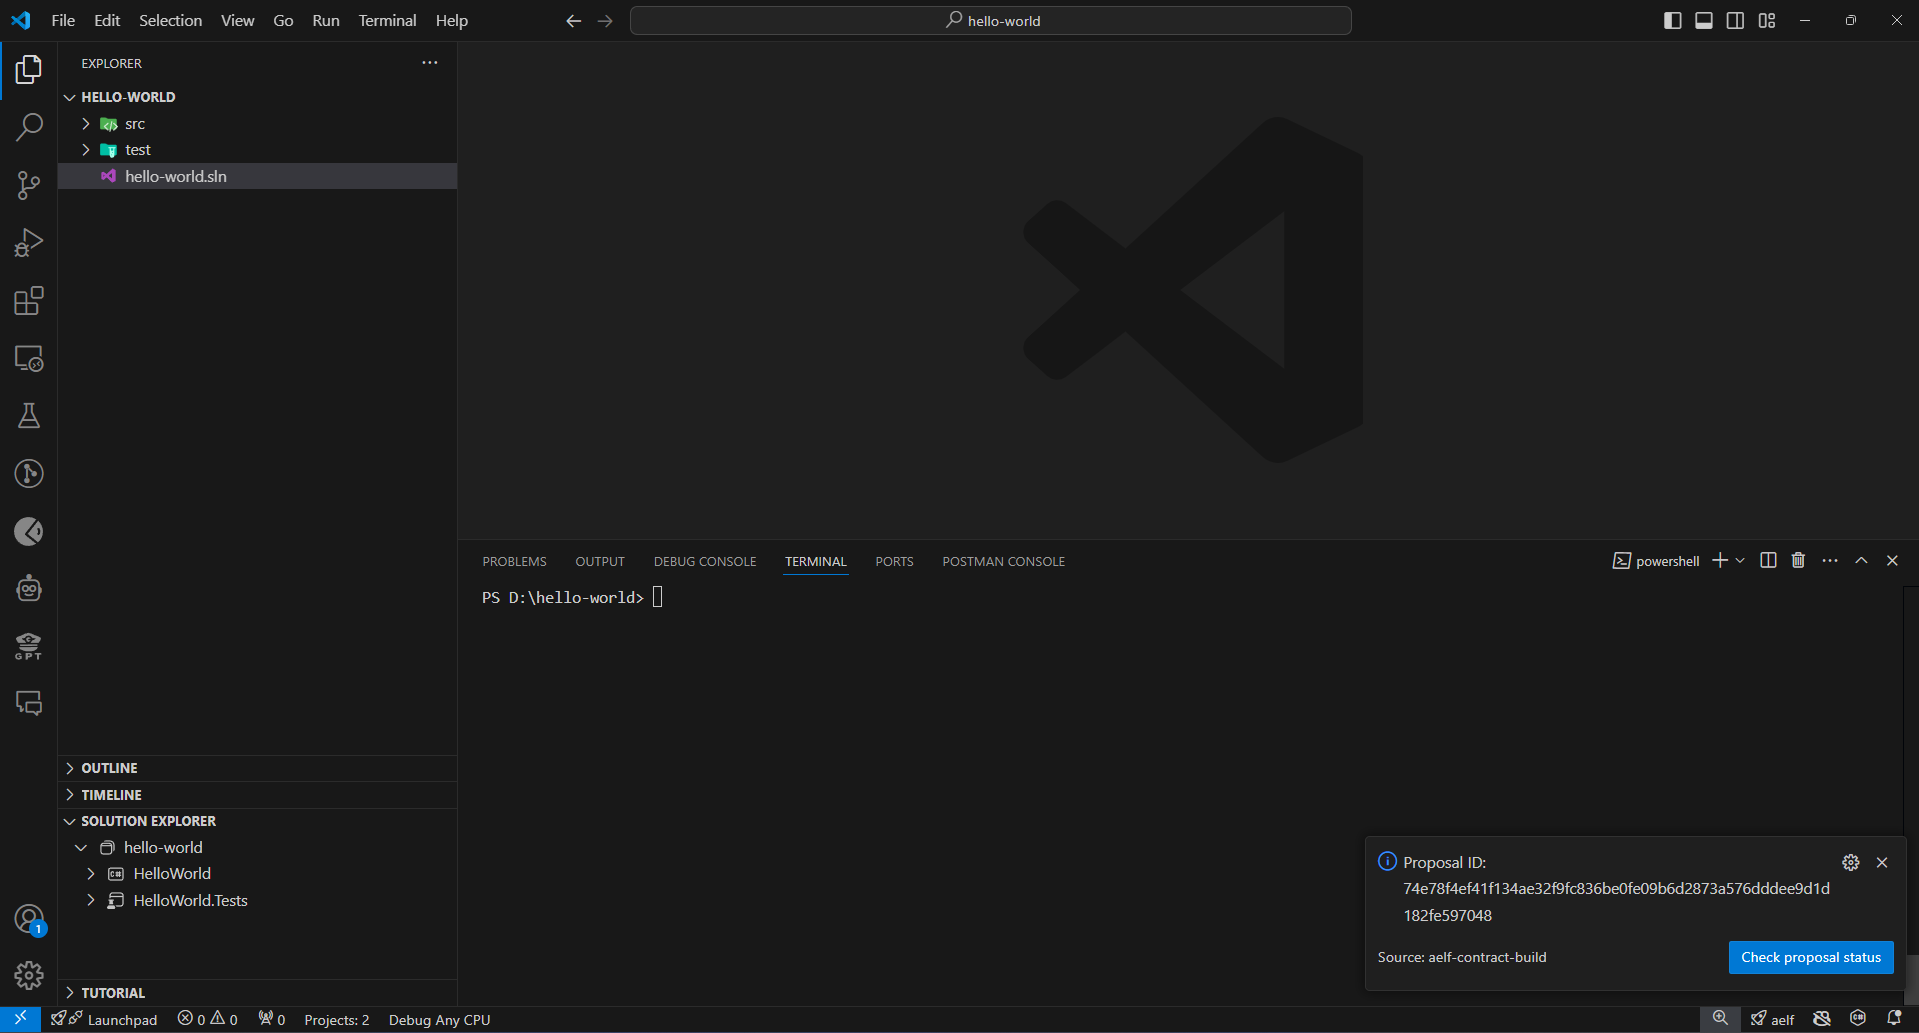 File Edit Selection View Go Run Terminal Help
hello-world
EXPLORER
HELLO-WORLD
src
test
hello-world.sln
OUTLINE
TIMELINE
SOLUTION EXPLORER
hello-world
HelloWorld
HelloWorld.Tests
TUTORIAL
GPT
1
PROBLEMS OUTPUT DEBUG CONSOLE TERMINAL PORTS POSTMAN CONSOLE
powershell
PS D:\hello-world>
Proposal ID:
74e78f4ef41f134ae32f9fc836be0fe09b6d2873a576dddee9d1d
182fe597048
Source: aelf-contract-build
Check proposal status
Launchpad 0 0 0 Projects: 2 Debug Any CPU
aelf